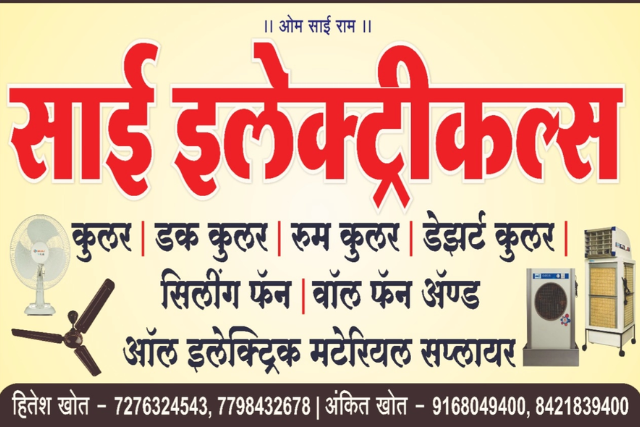 ।। ओम साई राम ।।
साई इलेक्ट्रीकल्स
कुलर | डक कुलर | रुम कुलर | डेझर्ट कुलर |
सिलींग फॅन | वॉल फॅन ॲण्ड
ऑल इलेक्ट्रिक मटेरियल सप्लायर
हितेश खोत - 7276324543, 7798432678 | अंकित खोत - 9168049400, 8421839400